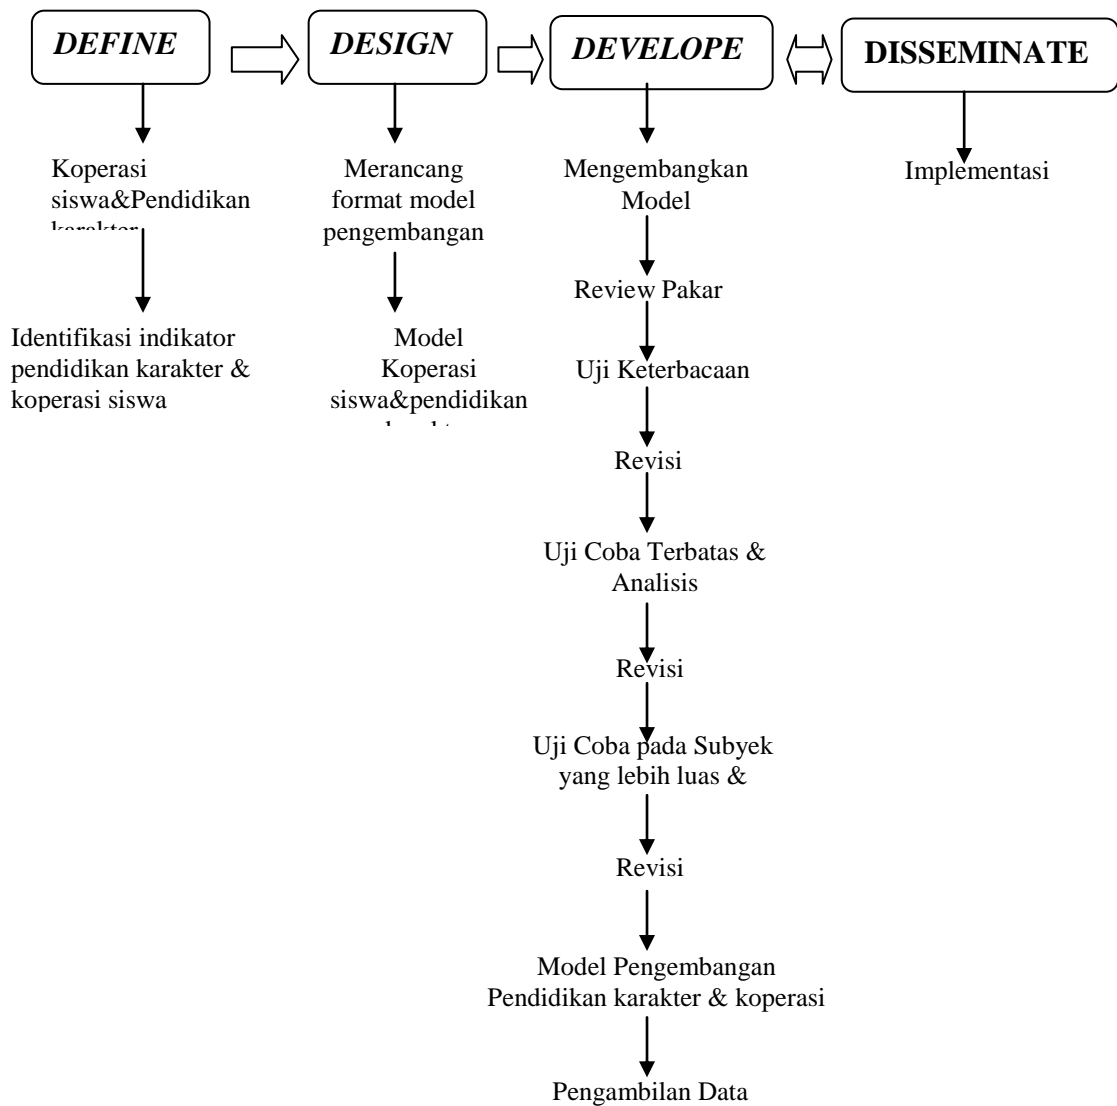 DEFINE
DESIGN
DEVELOPE
DISSEMINATE
Koperasi
siswa&Pendidikan
karakter
Identifikasi indikator
pendidikan karakter &
koperasi siswa
Merancang
format model
pengembangan
Model
Koperasi
siswa&pendidikan
Mengembangkan
Model
Review Pakar
Uji Keterbacaan
Revisi
Uji Coba Terbatas &
Analisis
Revisi
Uji Coba pada Subyek
yang lebih luas &
Revisi
Model Pengembangan
Pendidikan karakter & koperasi
Pengambilan Data
Implementasi